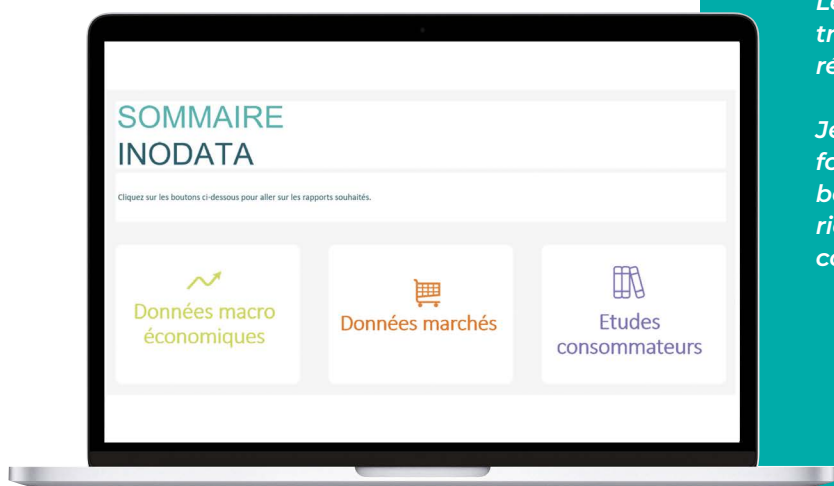 SOMMAIRE
INODATA
Cliquez sur les boutons ci-dessous pour aller sur les rapports souhaités.
Données macro
économiques
Données marchés
Etudes
consommateurs